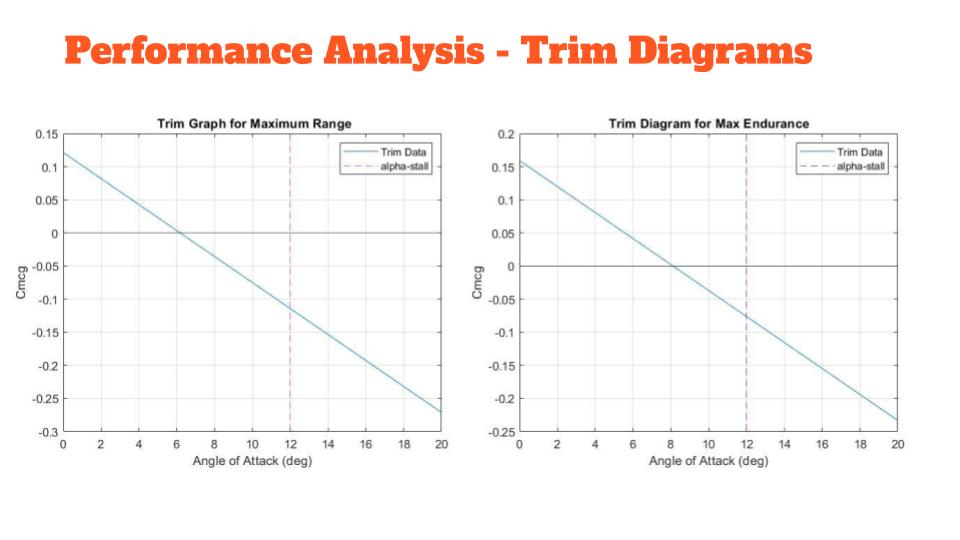 Performance Analysis - Trim Diagrams
Trim Graph for Maximum Range
Trim Data
alpha-stall
0.15
0.1
0.05
0
-0.05
-0.1
-0.15
-0.2
-0.25
-0.3
Cmcg
0 2 4 6 8 10 12 14 16 18 20
Angle of Attack (deg)
Trim Diagram for Max Endurance
Trim Data
alpha-stall
0.2
0.15
0.1
0.05
0
-0.05
-0.1
-0.15
-0.2
-0.25
Cmcg
0 2 4 6 8 10 12 14 16 18 20
Angle of Attack (deg)